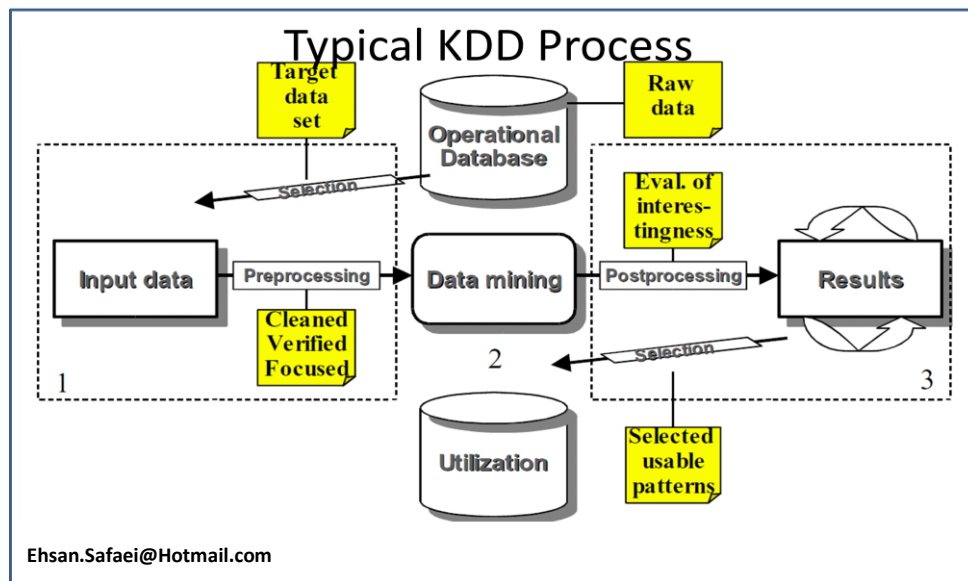 Typical KDD Process
Target
data
set
Operational
Database
Raw
data
Selection
Eval. of
interes-
tingness
Input data
Preprocessing
Data mining
Postprocessing
Results
Cleaned
Verified
Focused
1
2
Selection
3
Utilization
Selected
usable
patterns
Ehsan.Safaei@Hotmail.com